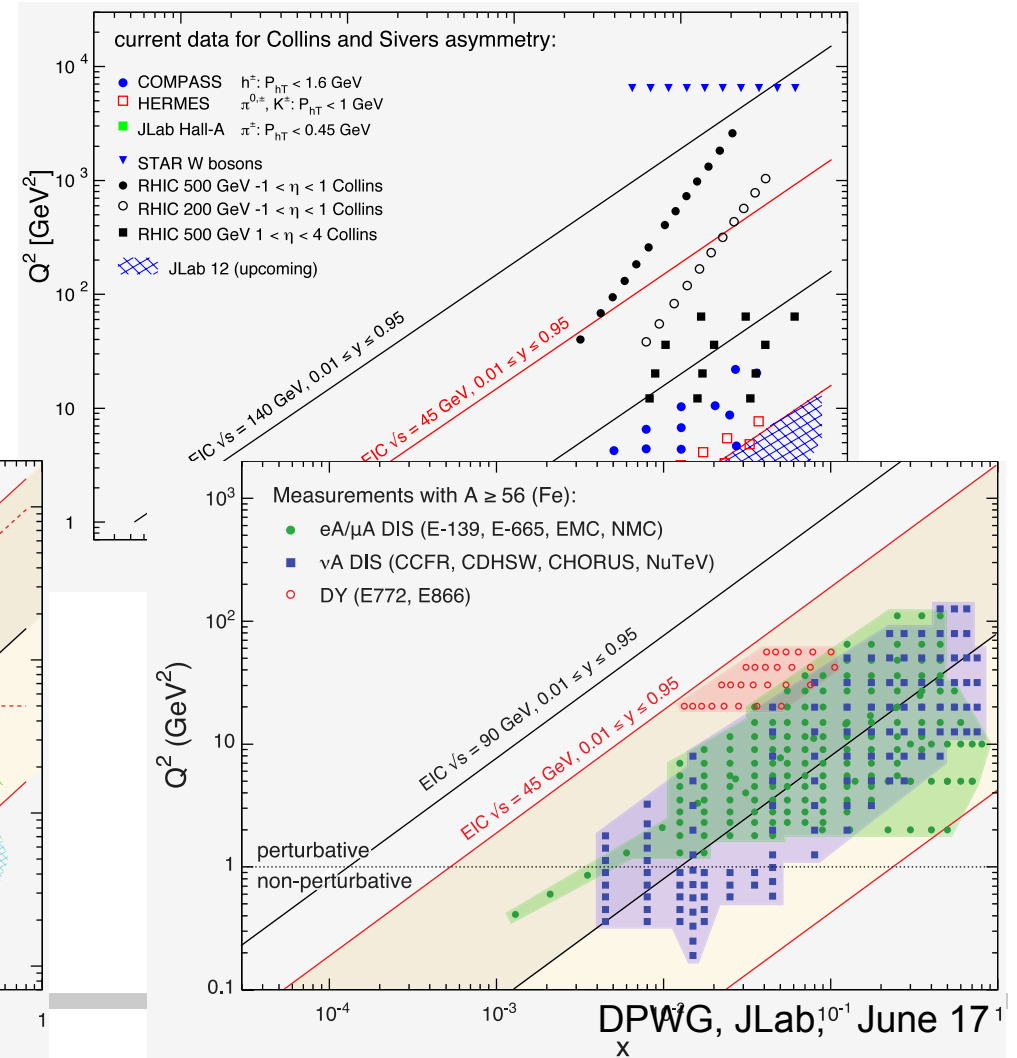 current data for Collins and Sivers asymmetry:
COMPASS h±: PhT < 1.6 GeV
HERMES π0,±, K±: PhT < 1 GeV
JLab Hall-A π±: PhT < 0.45 GeV
STAR W bosons
RHIC 500 GeV -1 < η < 1 Collins
RHIC 200 GeV -1 < η < 1 Collins
RHIC 500 GeV 1 < η < 4 Collins
JLab 12 (upcoming)
Q2 [GeV2]
10^4
10^3
10^2
10
1
EIC √s = 140 GeV, 0.01 ≤ y ≤ 0.95
EIC √s = 45 GeV, 0.01 ≤ y ≤ 0.95
1
Measurements with A ≥ 56 (Fe):
eA/μA DIS (E-139, E-665, EMC, NMC)
νA DIS (CCFR, CDHSW, CHORUS, NuTeV)
DY (E772, E866)
Q2 (GeV2)
10^3
10^2
10
1
0.1
EIC √s = 90 GeV, 0.01 ≤ y ≤ 0.95
EIC √s = 45 GeV, 0.01 ≤ y ≤ 0.95
perturbative
non-perturbative
10^-4
10^-3
10^-2
10^-1
1
x
DPWG, JLab, June 17